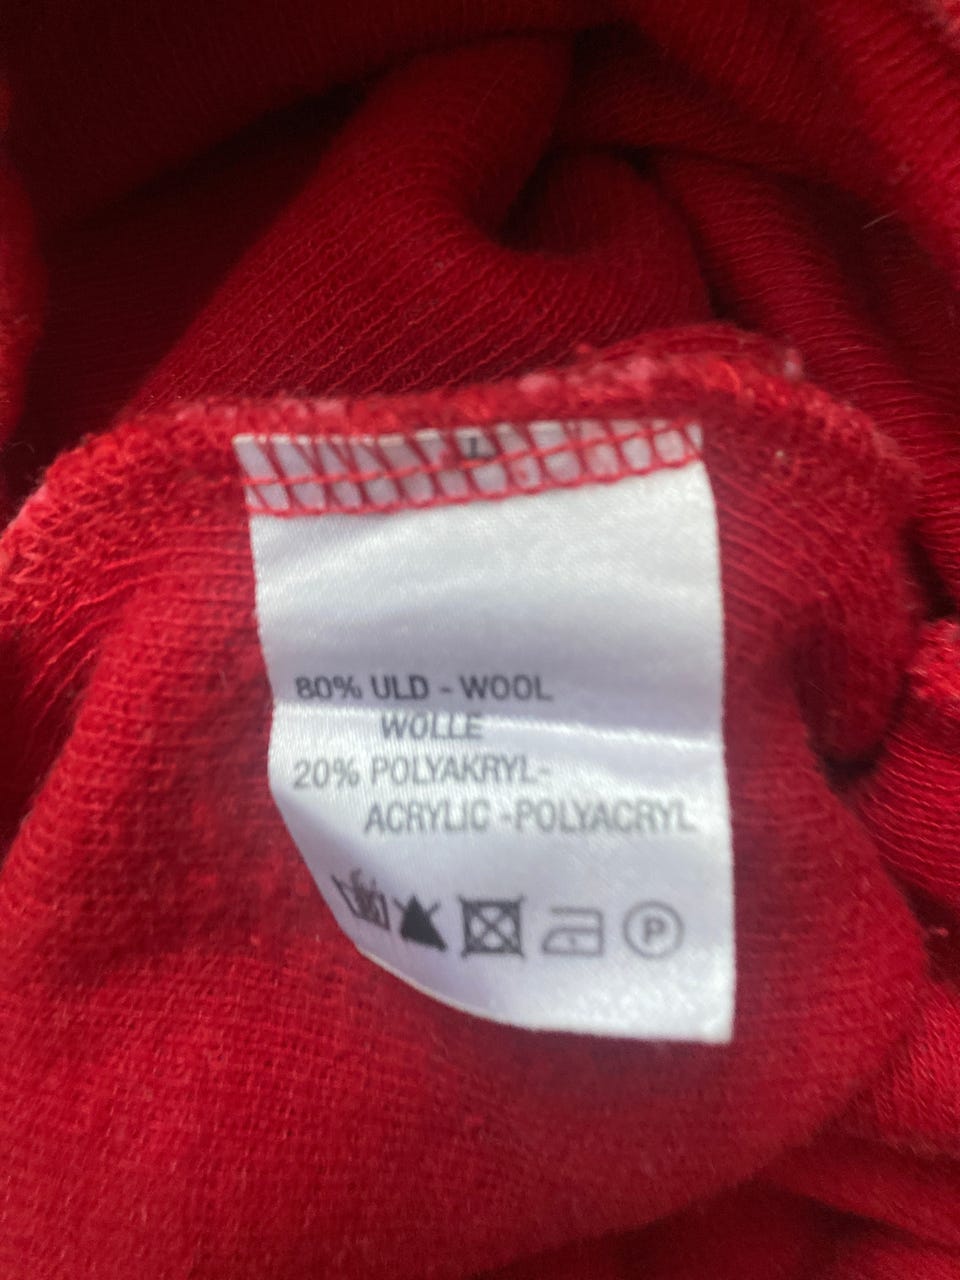 80% ULD - WOOL
WOLLE
20% POLYAKRYL-
ACRYLIC -POLYACRYL
P